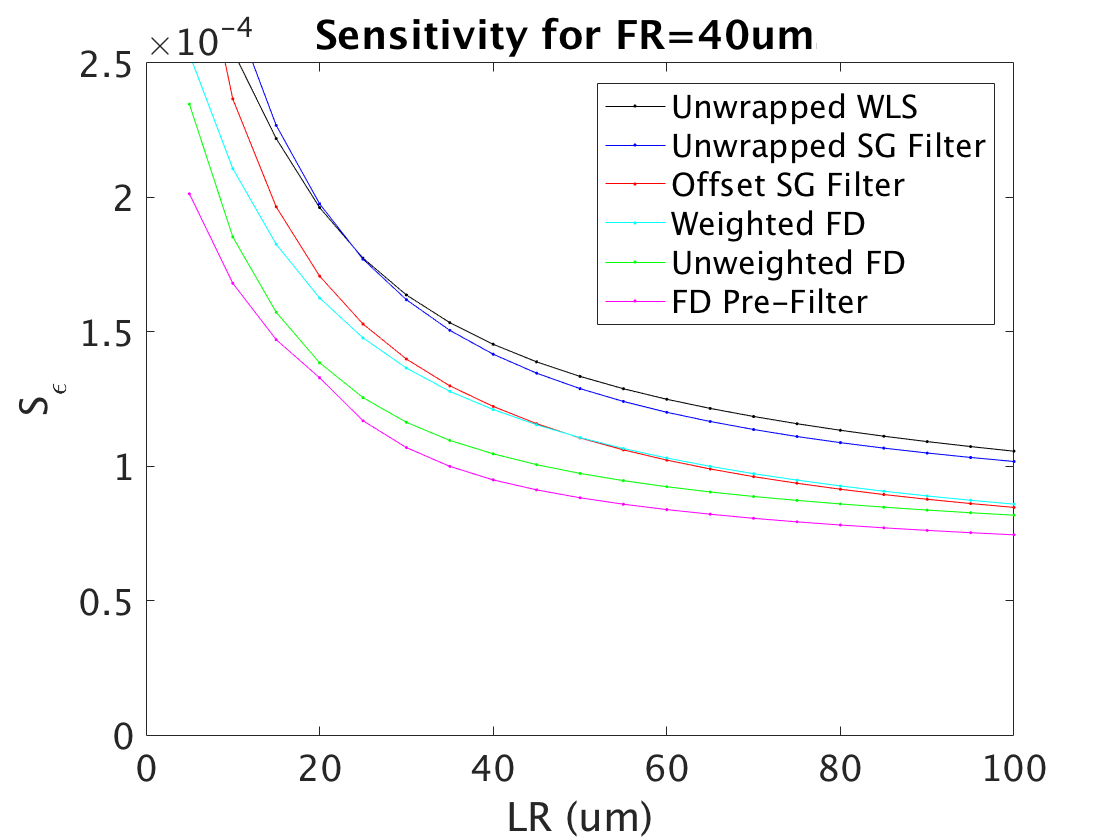 Sensitivity for FR=40um
×10⁻⁴
2.5
2
1.5
1
0.5
0
S ϵ
0 20 40 60 80 100
LR (um)
Unwrapped WLS
Unwrapped SG Filter
Offset SG Filter
Weighted FD
Unweighted FD
FD Pre-Filter